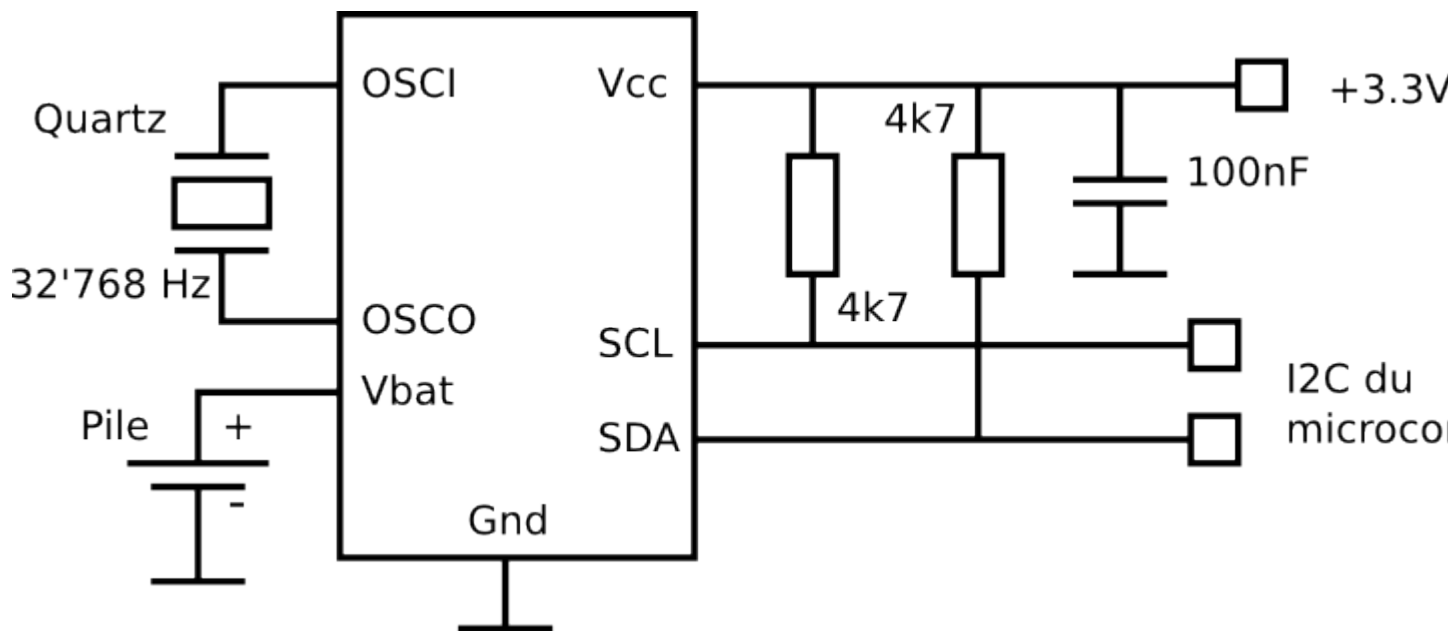 OSCI
Vcc
+3.3V
Quartz
4k7
100nF
32'768 Hz
4k7
OSCO
SCL
Vbat
I2C du
Pile
+
SDA
-
Gnd